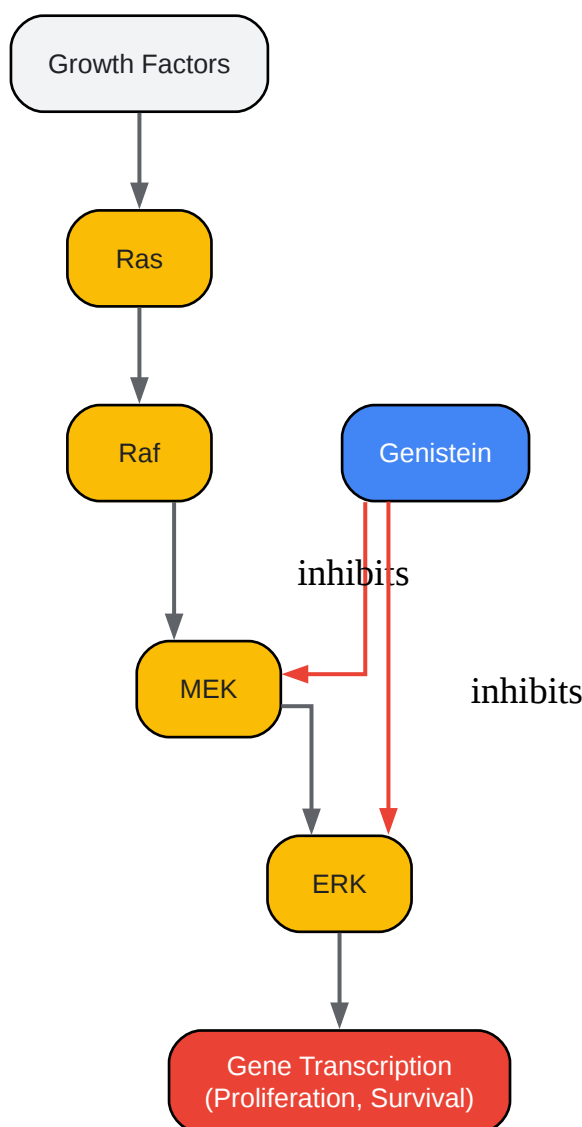 Growth Factors
Ras
Raf
Genistein
inhibits
MEK
inhibits
ERK
Gene Transcription
(Proliferation, Survival)